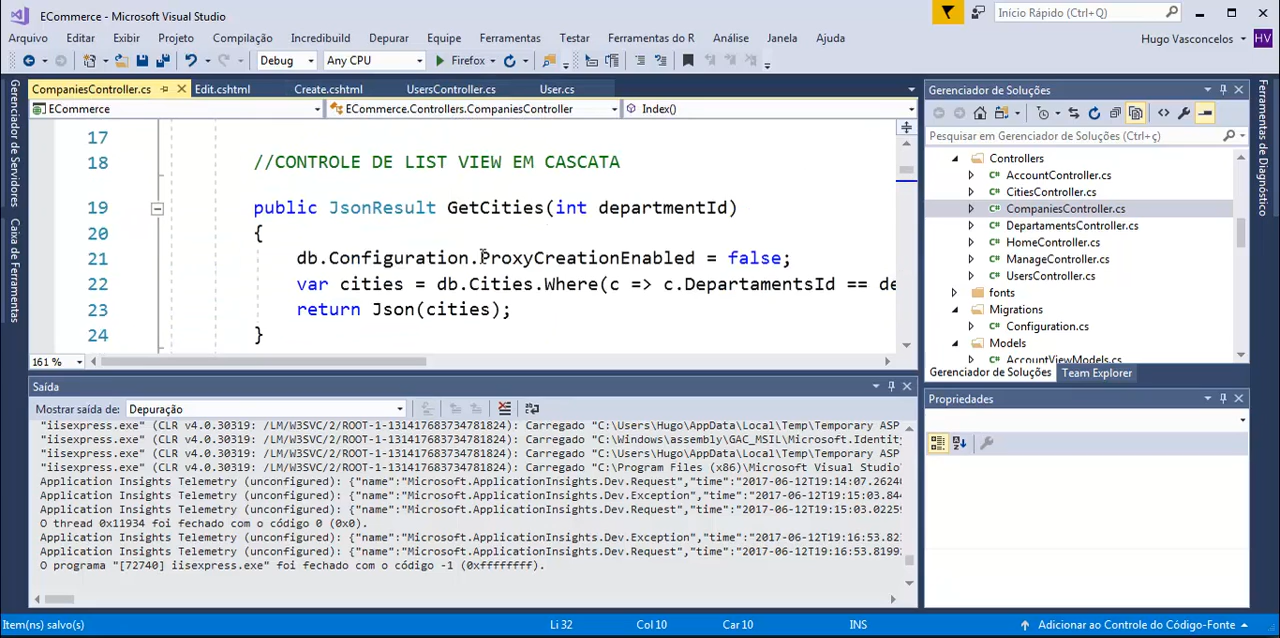 ECommerce - Microsoft Visual Studio
Início Rápido (Ctrl+Q)
Arquivo Editar Exibir Projeto Compilação Incredibuild Depurar Equipe Ferramentas Testar Ferramentas do R Análise Janela Ajuda
Hugo Vasconcelos HV
Debug Any CPU Firefox
CompaniesController.cs Edit.cshtml Create.cshtml UsersController.cs User.cs
ECommerce ECommerce.Controllers.CompaniesController Index()
17
18 //CONTROLE DE LIST VIEW EM CASCATA
19 public JsonResult GetCities(int departmentId)
20 {
21 db.Configuration.ProxyCreationEnabled = false;
22 var cities = db.Cities.Where(c => c.DepartamentsId == de
23 return Json(cities);
24 }
161 %
Gerenciador de Servidores
Caixa de Ferramentas
Saída
Mostrar saída de: Depuração
"iisexpress.exe" (CLR v4.0.30319: /LM/W3SVC/2/ROOT-1-131417683734781824): Carregado "C:\Users\Hugo\AppData\Local\Temp\Temporary ASP
"iisexpress.exe" (CLR v4.0.30319: /LM/W3SVC/2/ROOT-1-131417683734781824): Carregado "C:\Windows\assembly\GAC_MSIL\Microsoft.Identity
"iisexpress.exe" (CLR v4.0.30319: /LM/W3SVC/2/ROOT-1-131417683734781824): Carregado "C:\Users\Hugo\AppData\Local\Temp\Temporary ASP
"iisexpress.exe" (CLR v4.0.30319: /LM/W3SVC/2/ROOT-1-131417683734781824): Carregado "C:\Program Files (x86)\Microsoft Visual Studio
Application Insights Telemetry (unconfigured): {"name":"Microsoft.ApplicationInsights.Dev.Request","time":"2017-06-12T19:14:07.26240
Application Insights Telemetry (unconfigured): {"name":"Microsoft.ApplicationInsights.Dev.Exception","time":"2017-06-12T19:15:03.844
Application Insights Telemetry (unconfigured): {"name":"Microsoft.ApplicationInsights.Dev.Request","time":"2017-06-12T19:15:03.02259
O thread 0x11934 foi fechado com o código 0 (0x0).
Application Insights Telemetry (unconfigured): {"name":"Microsoft.ApplicationInsights.Dev.Exception","time":"2017-06-12T19:16:53.82
Application Insights Telemetry (unconfigured): {"name":"Microsoft.ApplicationInsights.Dev.Request","time":"2017-06-12T19:16:53.8199
O programa "[72740] iisexpress.exe" foi fechado com o código -1 (0xffffffff).
Gerenciador de Soluções
Pesquisar em Gerenciador de Soluções (Ctrl+ç)
Controllers
C# AccountController.cs
C# CitiesController.cs
C# CompaniesController.cs
C# DepartamentsController.cs
C# HomeController.cs
C# ManageController.cs
C# UsersController.cs
fonts
Migrations
C# Configuration.cs
Models
C# AccountViewModels.cs
Gerenciador de Soluções Team Explorer
Propriedades
Ferramentas de Diagnóstico
Item(ns) salvo(s) Li 32 Col 10 Car 10 INS Adicionar ao Controle do Código-Fonte